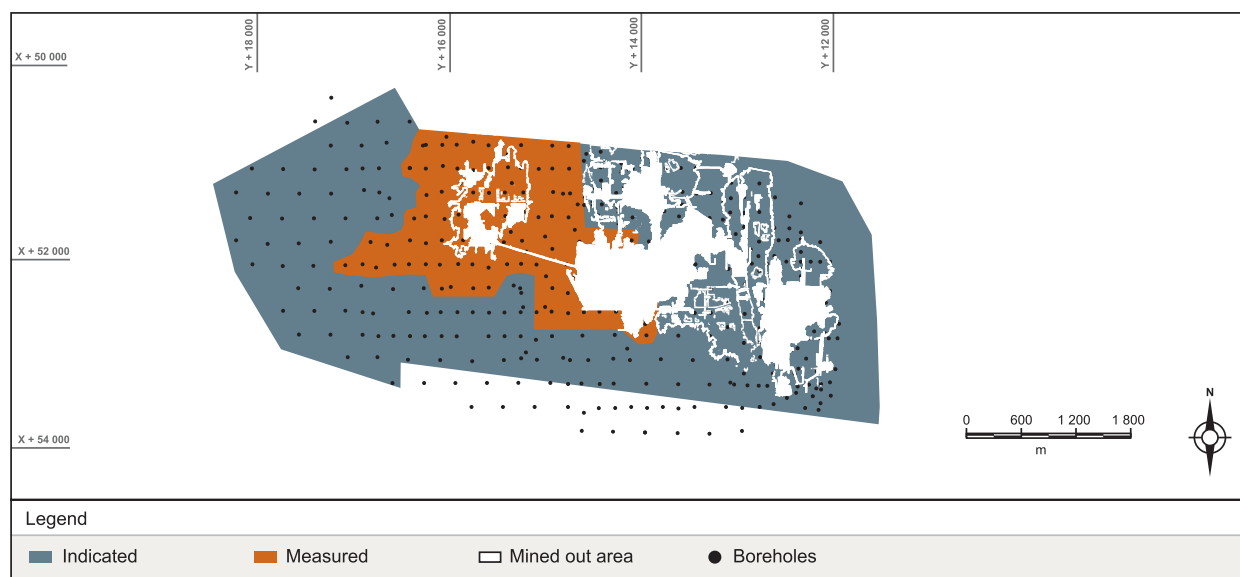 Y + 18 000
Y + 16 000
Y + 14 000
Y + 12 000
X + 50 000
X + 52 000
X + 54 000
N
0 600 1 200 1 800
m
Legend
Indicated Measured Mined out area Boreholes